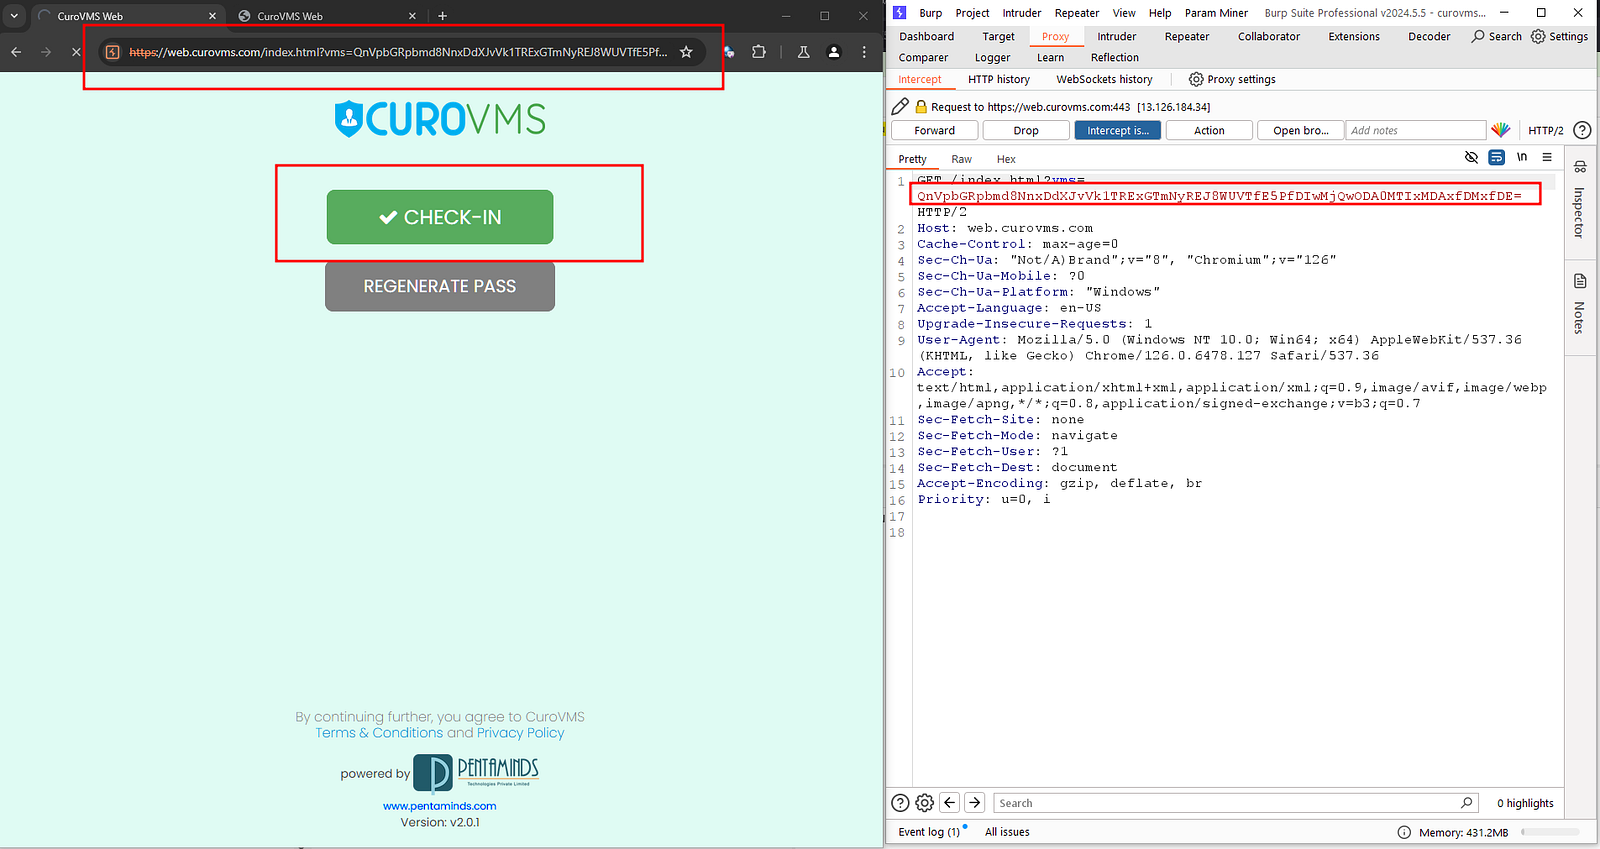 CuroVMS Web
CuroVMS Web
https://web.curovms.com/index.html?vms=QnVpbGRpbmd8NnxDdXJvVk1TRExGTmNyREJ8WUVTfE5Pf...
CUROVMS
CHECK-IN
REGENERATE PASS
By continuing further, you agree to CuroVMS
Terms & Conditions and Privacy Policy
powered by PENTAMINDS
Technologies Private Limited
www.pentaminds.com
Version: v2.0.1
Burp Project Intruder Repeater View Help Param Miner Burp Suite Professional v2024.5.5 - curovms...
Dashboard Target Proxy Intruder Repeater Collaborator Extensions Decoder Search Settings
Comparer Logger Learn Reflection
Intercept HTTP history WebSockets history Proxy settings
Request to https://web.curovms.com:443 [13.126.184.34]
Forward Drop Intercept is... Action Open bro... Add notes HTTP/2
Pretty Raw Hex \n
1 GET /index.html?vms=
QnVpbGRpbmd8NnxDdXJvVk1TRExGTmNyREJ8WUVTfE5PfDIwMjQwODA0MTIxMDAxfDMxfDE=
HTTP/2
2 Host: web.curovms.com
3 Cache-Control: max-age=0
4 Sec-Ch-Ua: "Not/A)Brand";v="8", "Chromium";v="126"
5 Sec-Ch-Ua-Mobile: ?0
6 Sec-Ch-Ua-Platform: "Windows"
7 Accept-Language: en-US
8 Upgrade-Insecure-Requests: 1
9 User-Agent: Mozilla/5.0 (Windows NT 10.0; Win64; x64) AppleWebKit/537.36
(KHTML, like Gecko) Chrome/126.0.6478.127 Safari/537.36
10 Accept:
text/html,application/xhtml+xml,application/xml;q=0.9,image/avif,image/webp
,image/apng,*/*;q=0.8,application/signed-exchange;v=b3;q=0.7
11 Sec-Fetch-Site: none
12 Sec-Fetch-Mode: navigate
13 Sec-Fetch-User: ?1
14 Sec-Fetch-Dest: document
15 Accept-Encoding: gzip, deflate, br
16 Priority: u=0, i
17
18
Inspector
Notes
Search 0 highlights
Event log (1) All issues Memory: 431.2MB